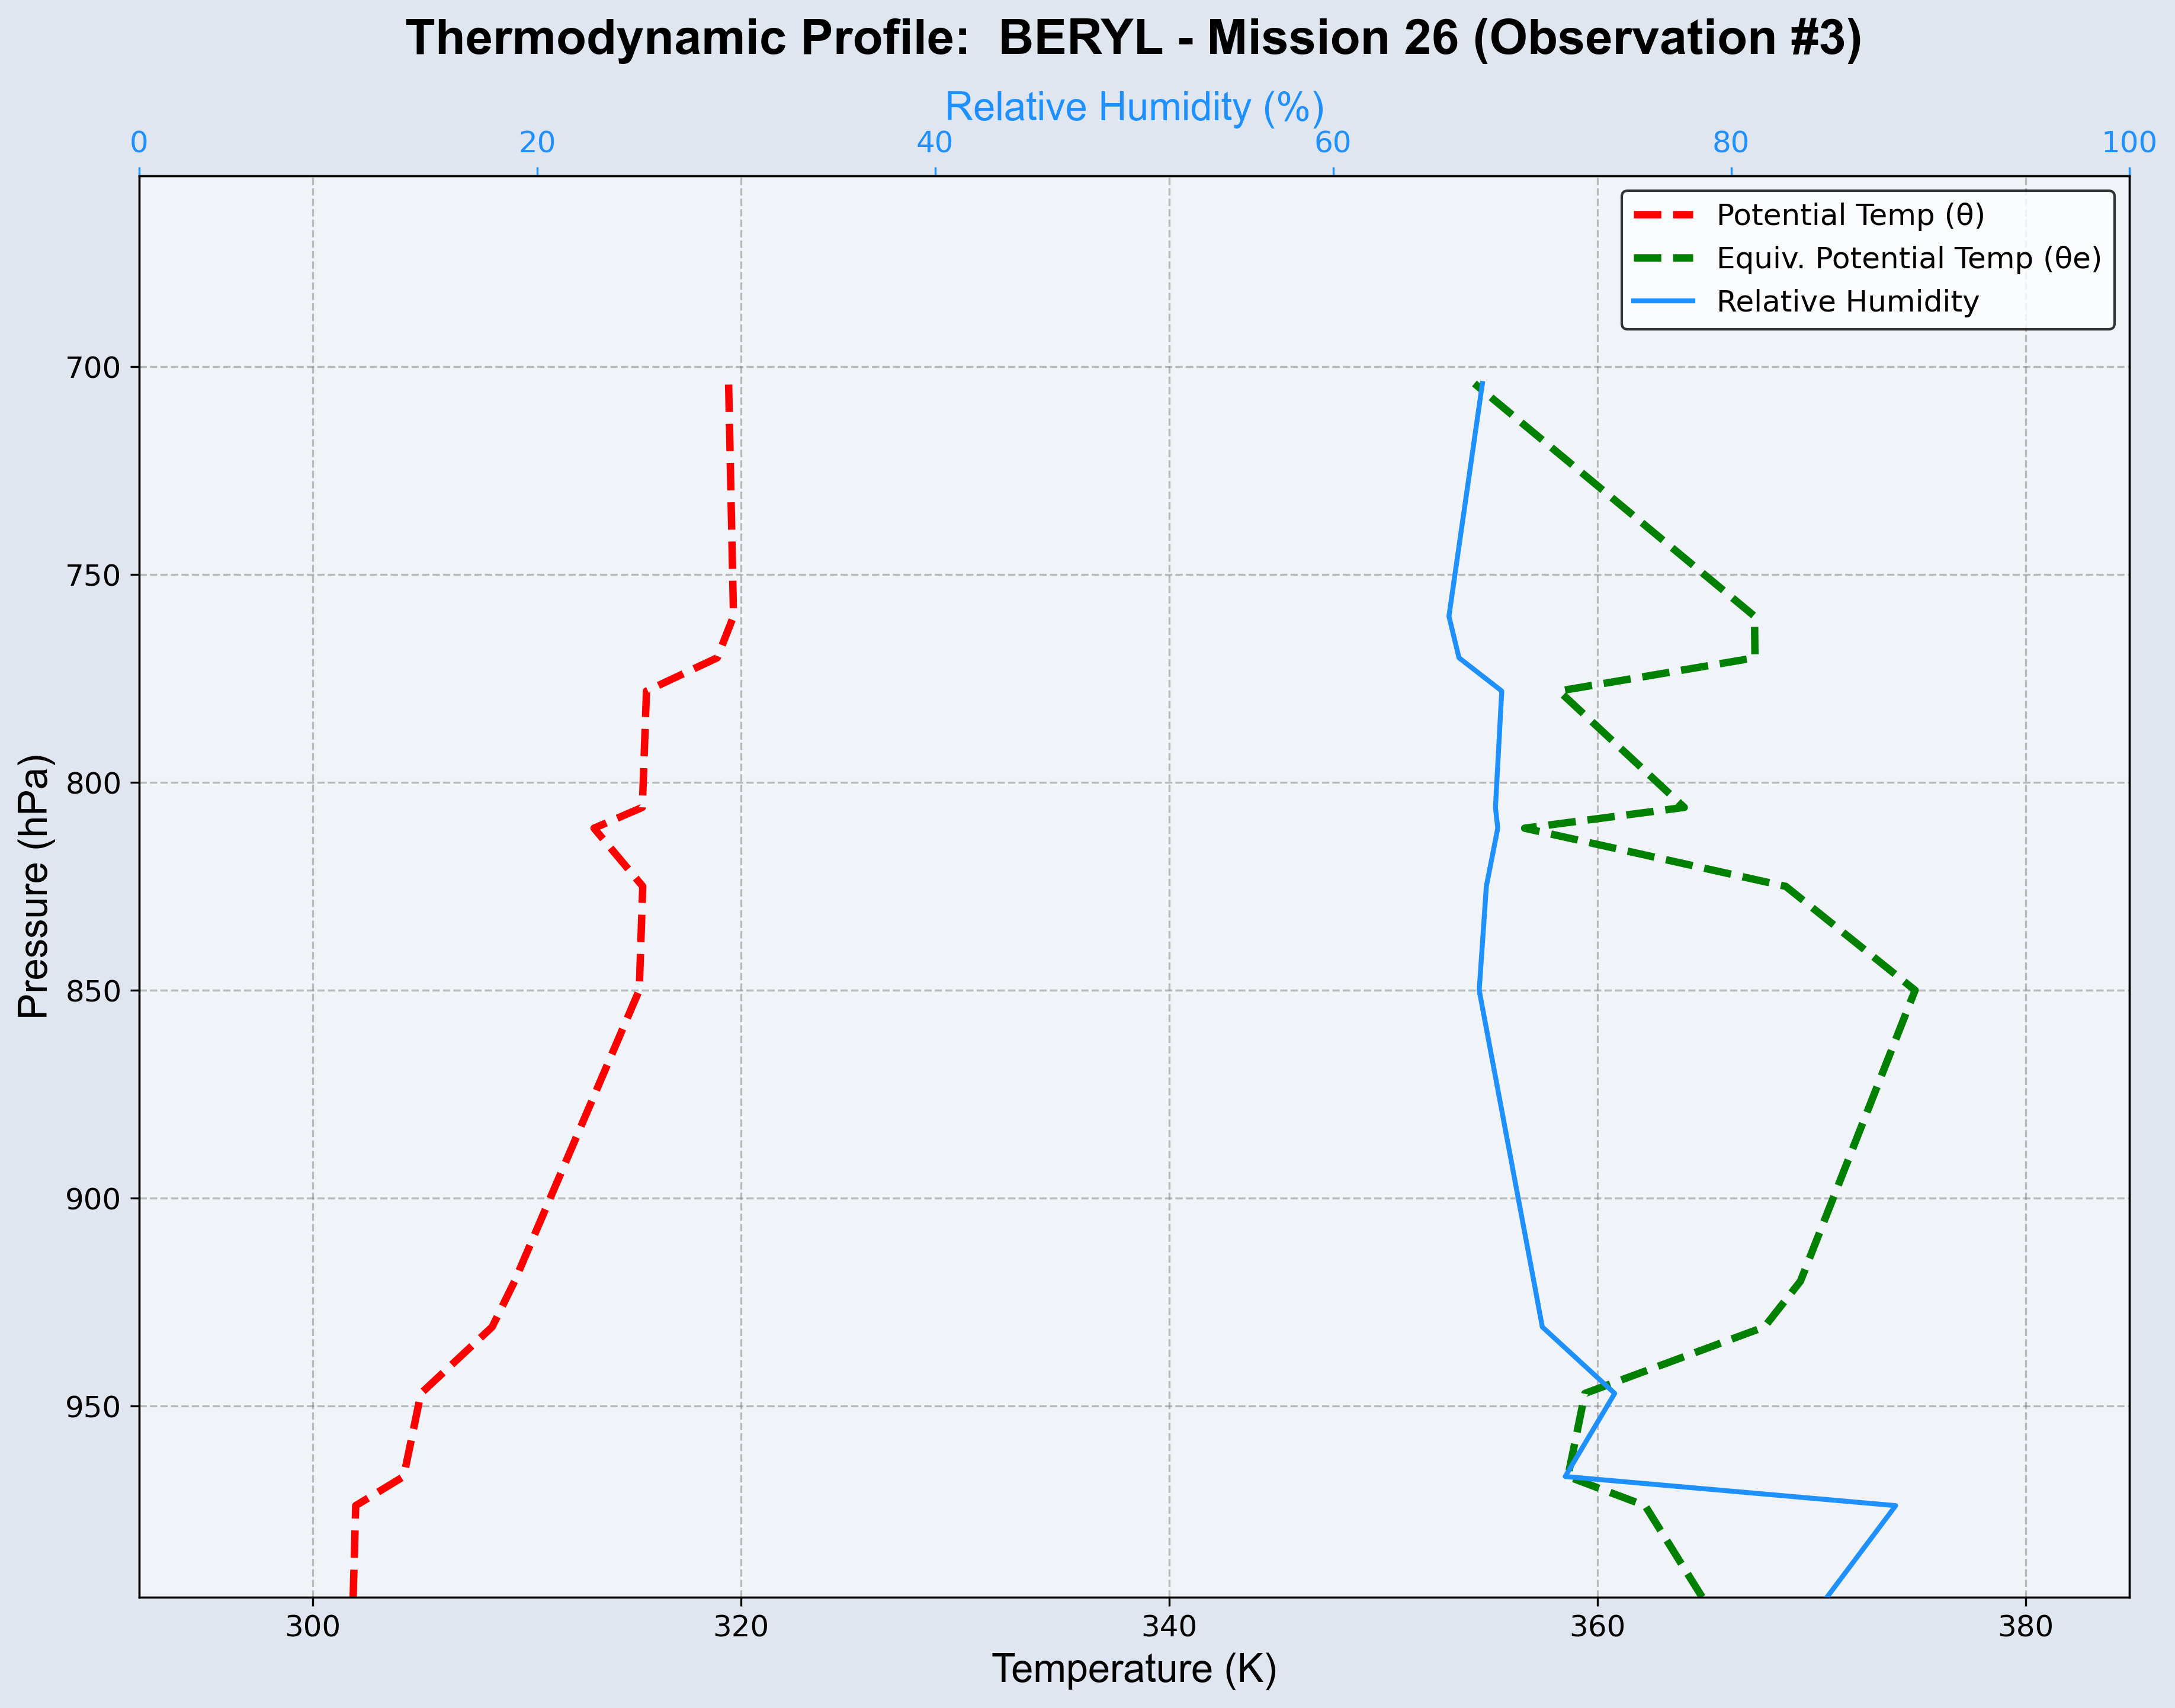 Thermodynamic Profile:  BERYL - Mission 26 (Observation #3)
Relative Humidity (%)
0 20 40 60 80 100
Potential Temp (θ)
Equiv. Potential Temp (θe)
Relative Humidity
Pressure (hPa)
700
750
800
850
900
950
300 320 340 360 380
Temperature (K)